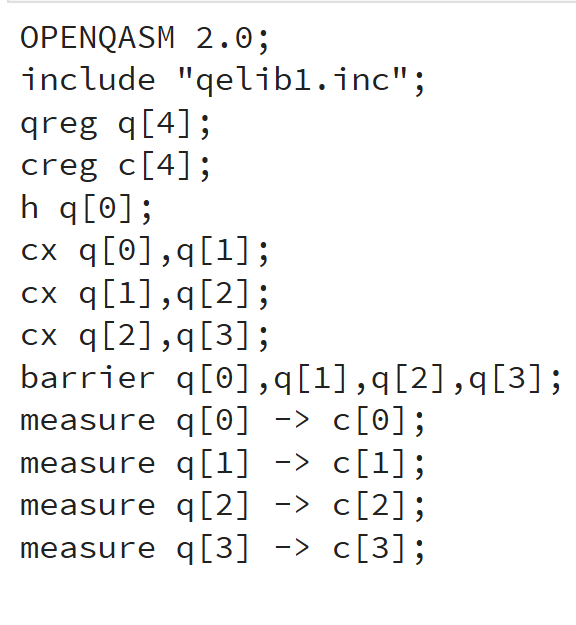 OPENQASM 2.0;
include "qelib1.inc";
qreg q[4];
creg c[4];
h q[0];
cx q[0],q[1];
cx q[1],q[2];
cx q[2],q[3];
barrier q[0],q[1],q[2],q[3];
measure q[0] -> c[0];
measure q[1] -> c[1];
measure q[2] -> c[2];
measure q[3] -> c[3];